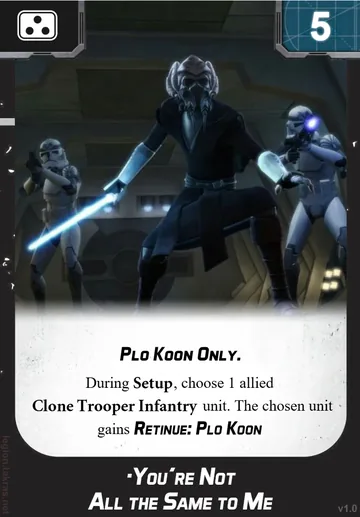 5
PLO KOON ONLY.
During Setup, choose 1 allied
Clone Trooper Infantry unit. The chosen unit
gains RETINUE: PLO KOON
•YOU'RE NOT
ALL THE SAME TO ME
v1.0